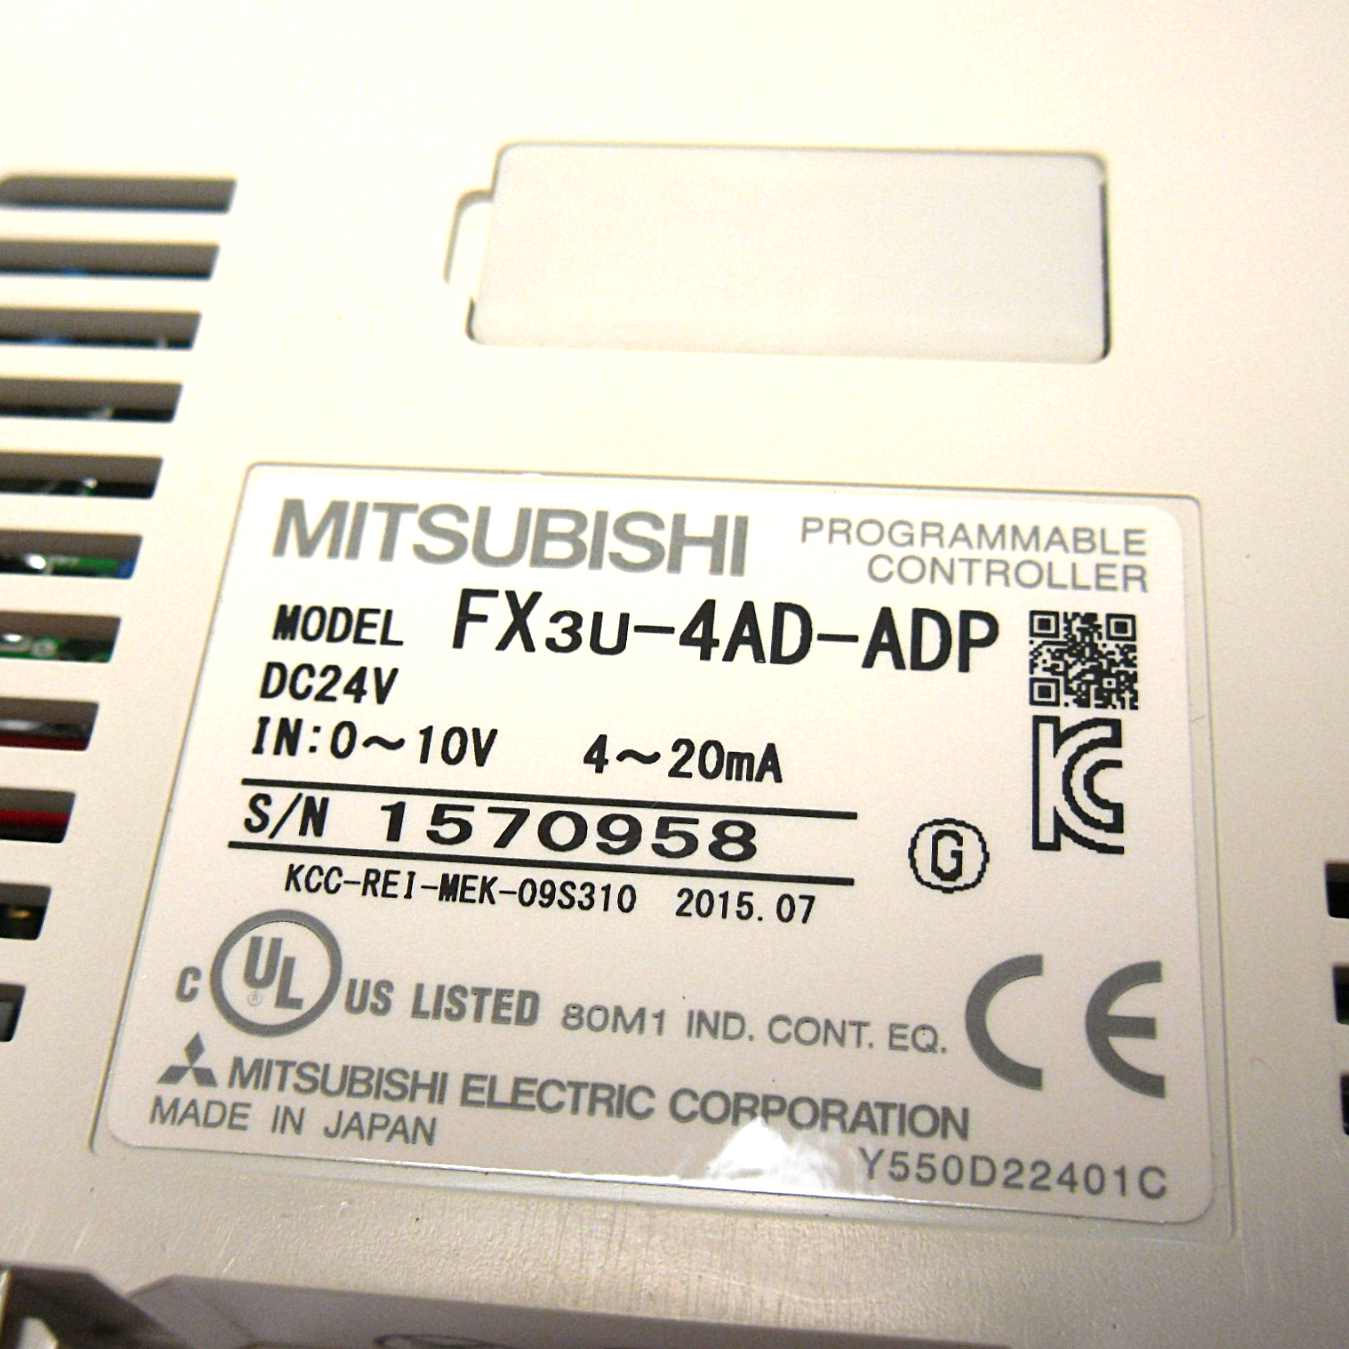 MITSUBISHI
PROGRAMMABLE
CONTROLLER
MODEL FX3U-4AD-ADP
DC24V
IN:0～10V 4～20mA
S/N 1570958
KCC-REI-MEK-09S310 2015.07
G
C UL ® US LISTED 80M1 IND. CONT. EQ.
CE
MITSUBISHI ELECTRIC CORPORATION
MADE IN JAPAN
Y550D22401C